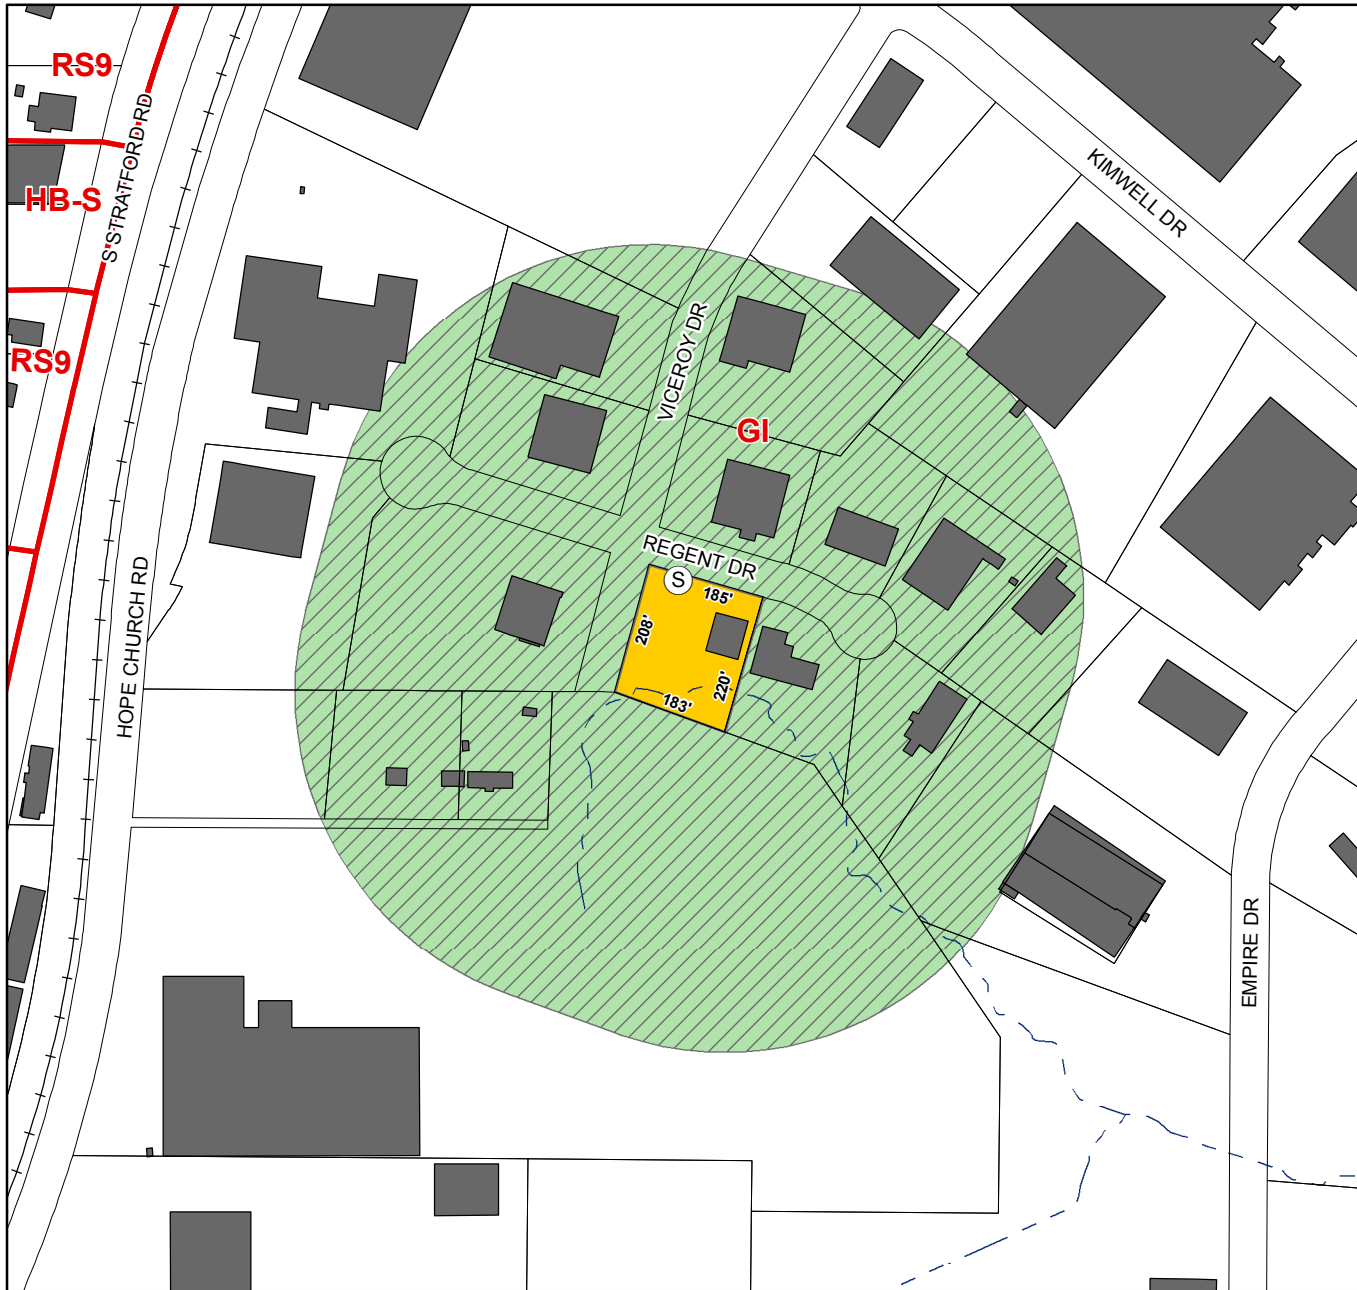 RS9
S STRATFORD RD
HB-S
KIMWELL DR
RS9
VICEROY DR
GI
REGENT DR
S
185'
208'
220'
183'
HOPE CHURCH RD
EMPIRE DR